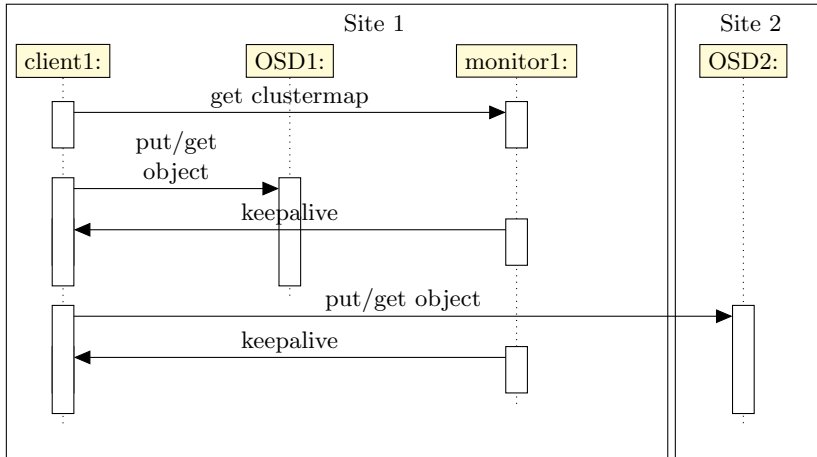 Site 1
Site 2
client1:
OSD1:
monitor1:
OSD2:
get clustermap
put/get
object
keepalive
put/get object
keepalive